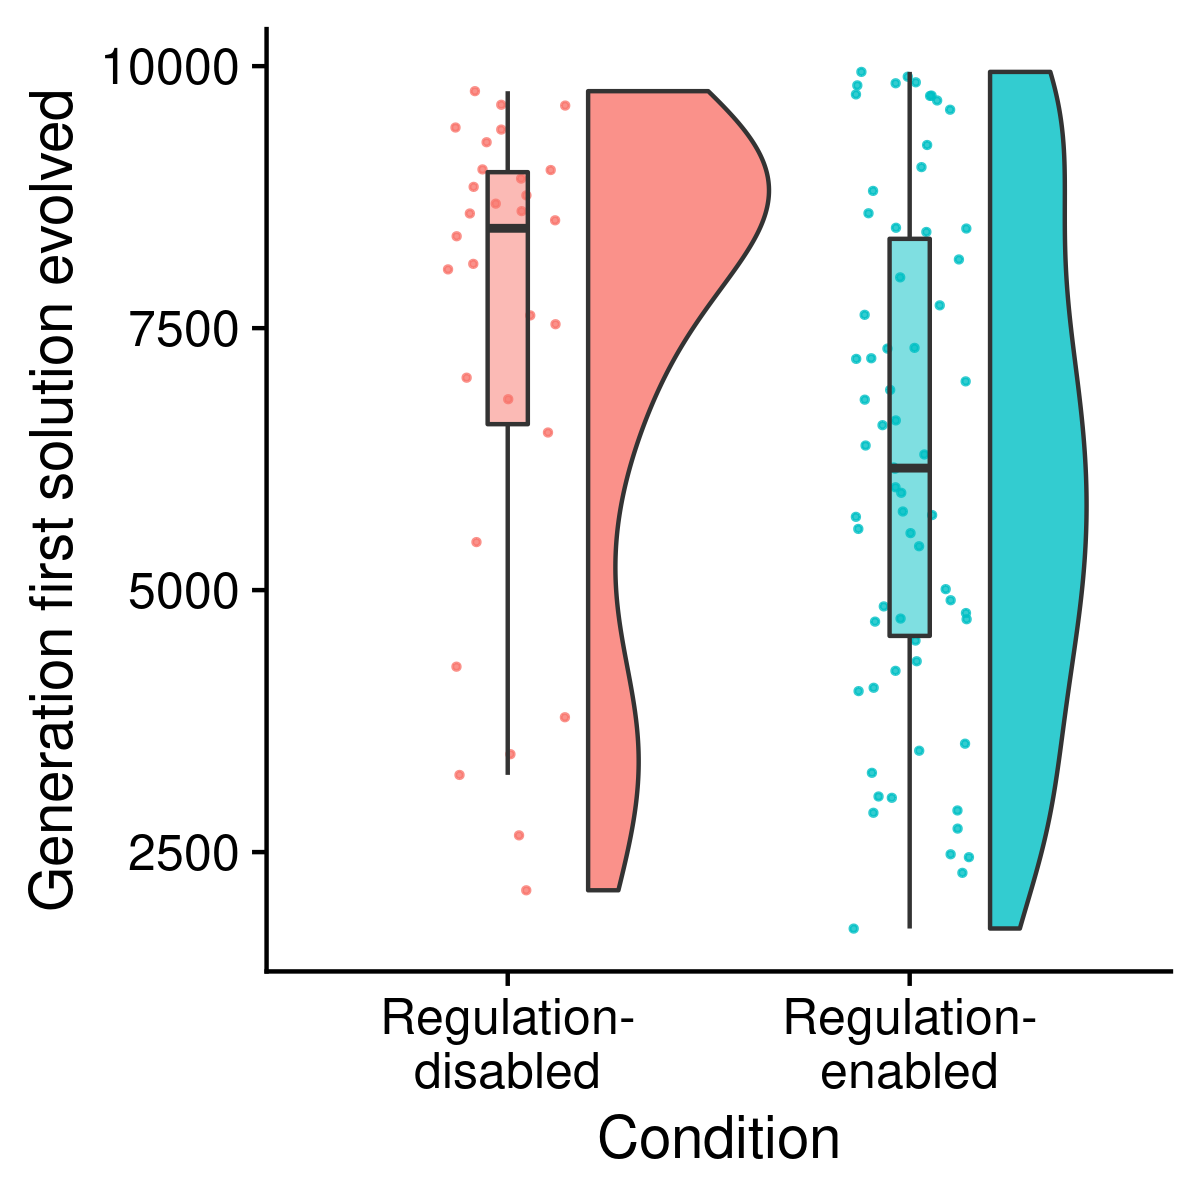 Generation first solution evolved
10000
7500
5000
2500
Regulation-
disabled
Regulation-
enabled
Condition